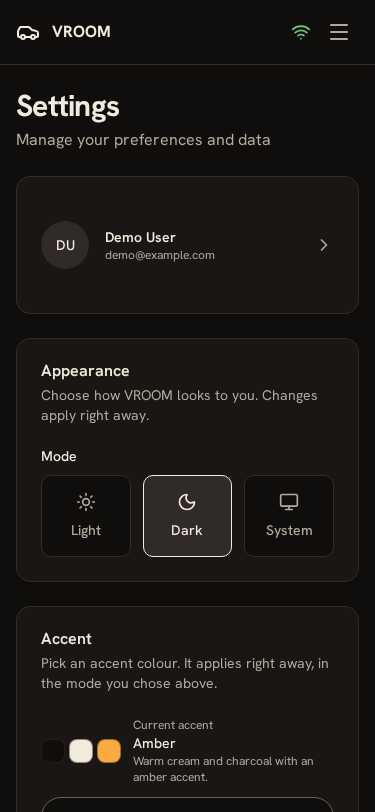 VROOM
Settings
Manage your preferences and data
DU
Demo User
demo@example.com
Appearance
Choose how VROOM looks to you. Changes
apply right away.
Mode
Light
Dark
System
Accent
Pick an accent colour. It applies right away, in
the mode you chose above.
Current accent
Amber
Warm cream and charcoal with an
amber accent.